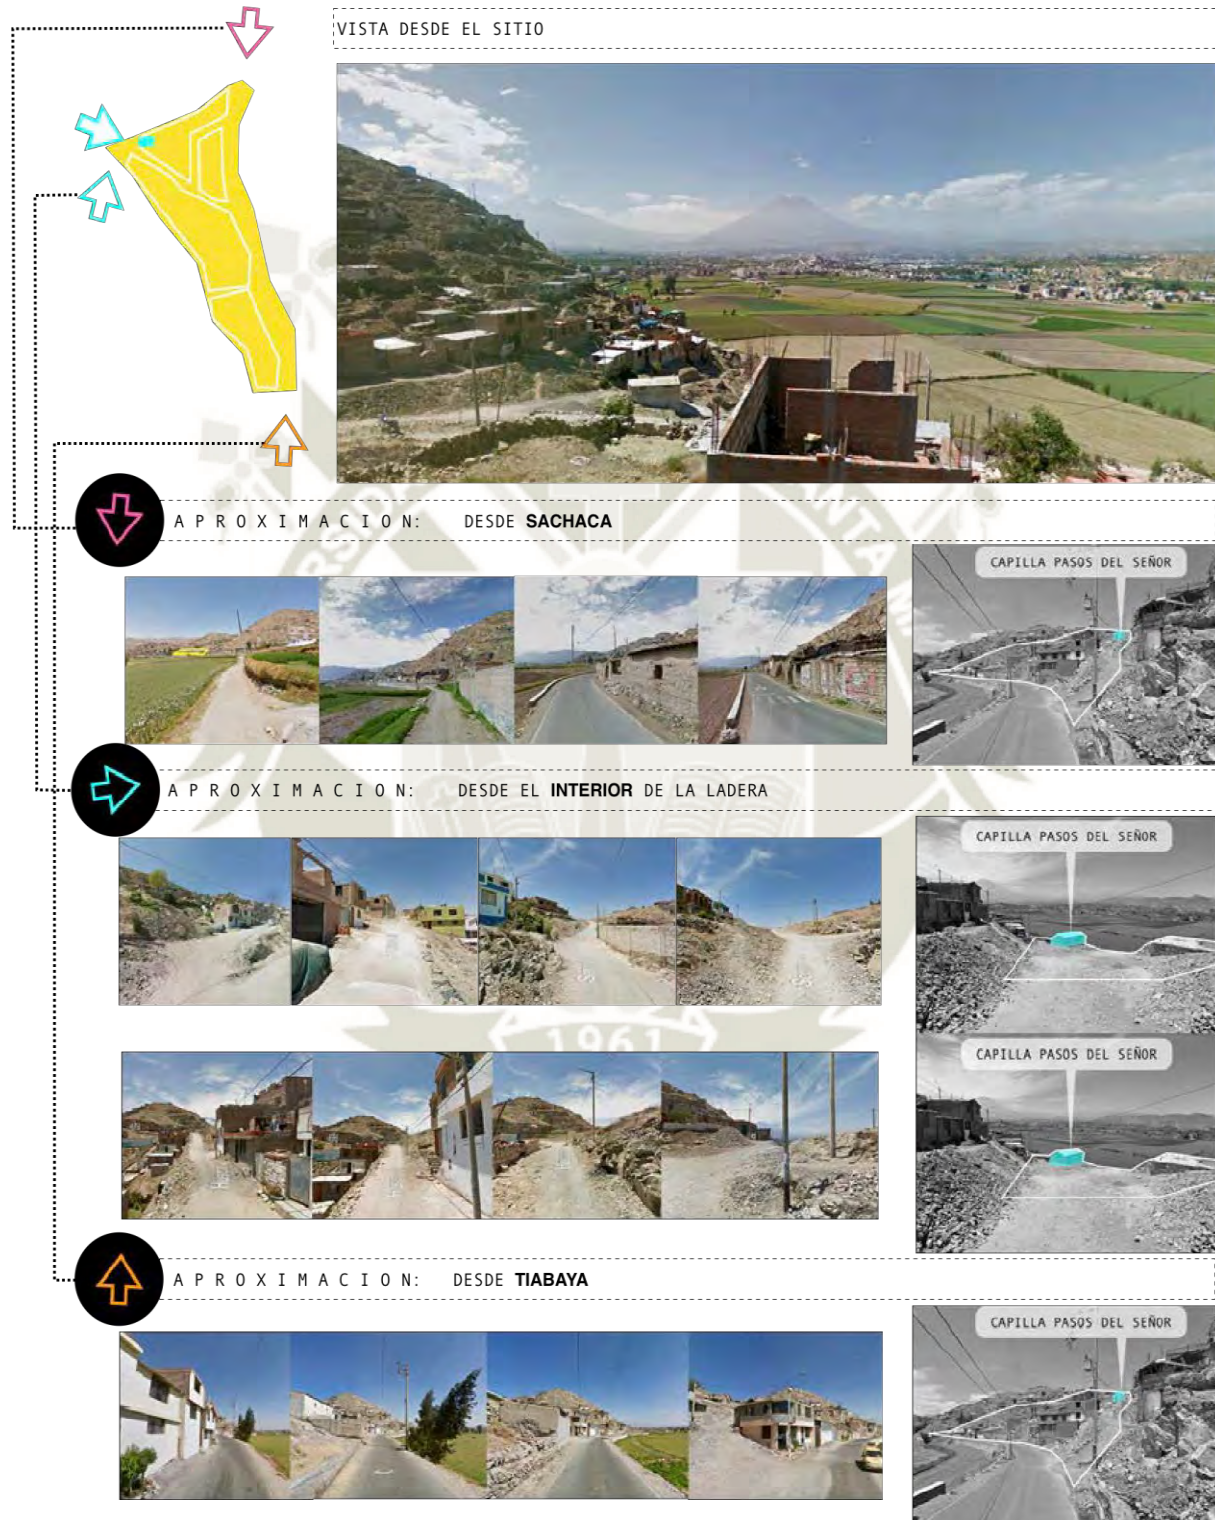 VISTA DESDE EL SITIO
A P R O X I M A C I O N: DESDE SACHACA
CAPILLA PASOS DEL SEÑOR
A P R O X I M A C I O N: DESDE EL INTERIOR DE LA LADERA
CAPILLA PASOS DEL SEÑOR
1961
CAPILLA PASOS DEL SEÑOR
A P R O X I M A C I O N: DESDE TIABAYA
CAPILLA PASOS DEL SEÑOR